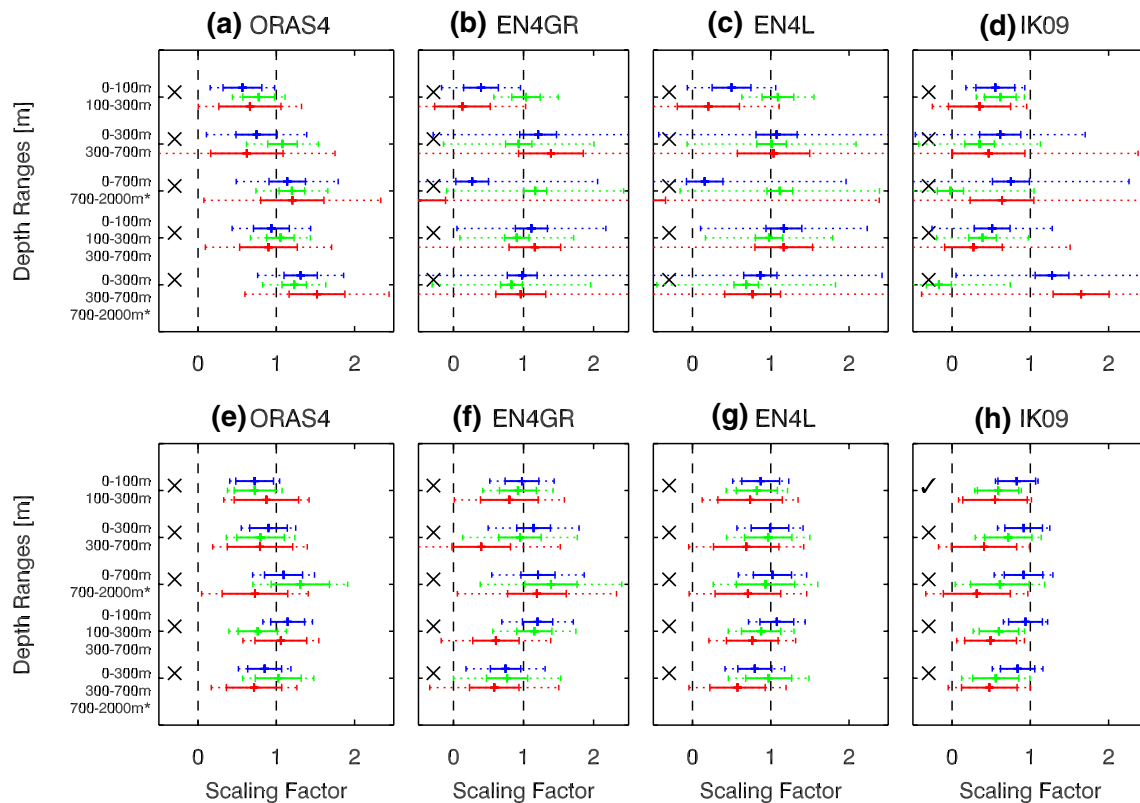 (a) ORAS4
(b) EN4GR
(c) EN4L
(d) IK09
Depth Ranges [m]
0-100m
100-300m
0-300m
300-700m
0-700m
700-2000m*
0-100m
100-300m
300-700m
0-300m
300-700m
700-2000m*
0 1 2
0 1 2
0 1 2
0 1 2
(e) ORAS4
(f) EN4GR
(g) EN4L
(h) IK09
Depth Ranges [m]
0-100m
100-300m
0-300m
300-700m
0-700m
700-2000m*
0-100m
100-300m
300-700m
0-300m
300-700m
700-2000m*
0 1 2
0 1 2
0 1 2
0 1 2
Scaling Factor
Scaling Factor
Scaling Factor
Scaling Factor